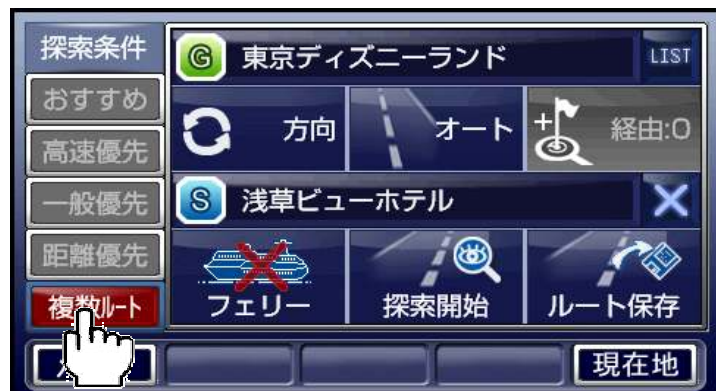 探索条件
おすすめ
高速優先
一般優先
距離優先
複数ルート
G 東京ディズニーランド LIST
方向
オート
経由:0
S 浅草ビューホテル
フェリー
探索開始
ルート保存
現在地